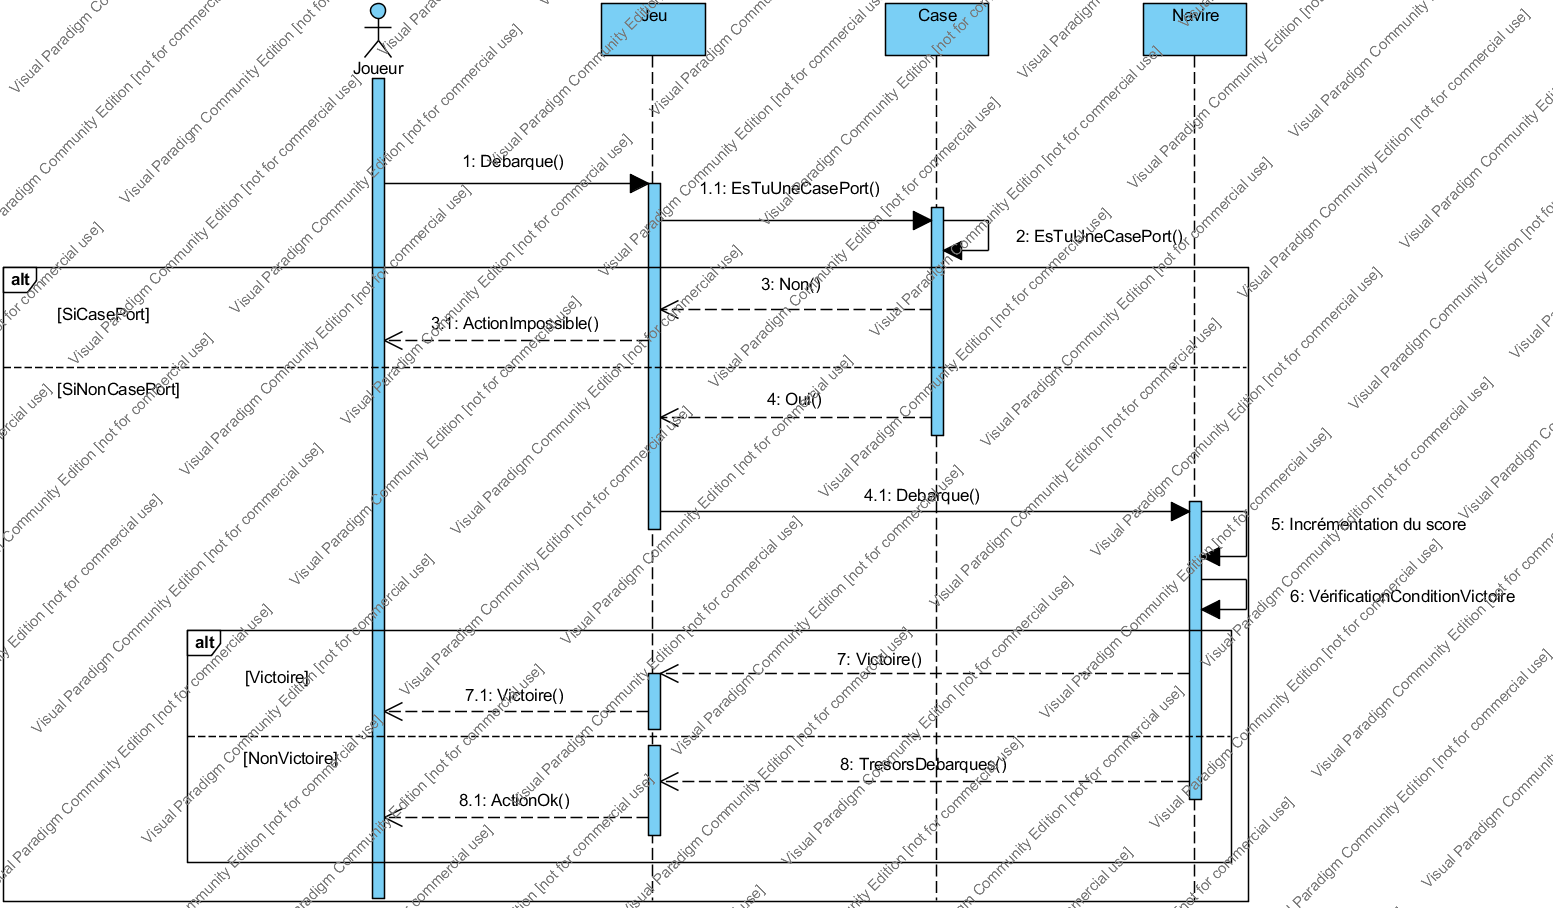 Joueur
Jeu
Case
Navire
1: Debarque()
1.1: EsTuUneCasePort()
2: EsTuUneCasePort()
alt
[SiCasePort]
3: Non()
3.1: ActionImpossible()
[SiNonCasePort]
4: Oui()
4.1: Debarque()
5: Incrémentation du score
6: VérificationConditionVictoire
alt
[Victoire]
7: Victoire()
7.1: Victoire()
[NonVictoire]
8: TresorsDebarques()
8.1: ActionOk()
Visual Paradigm Community Edition [not for commercial use]